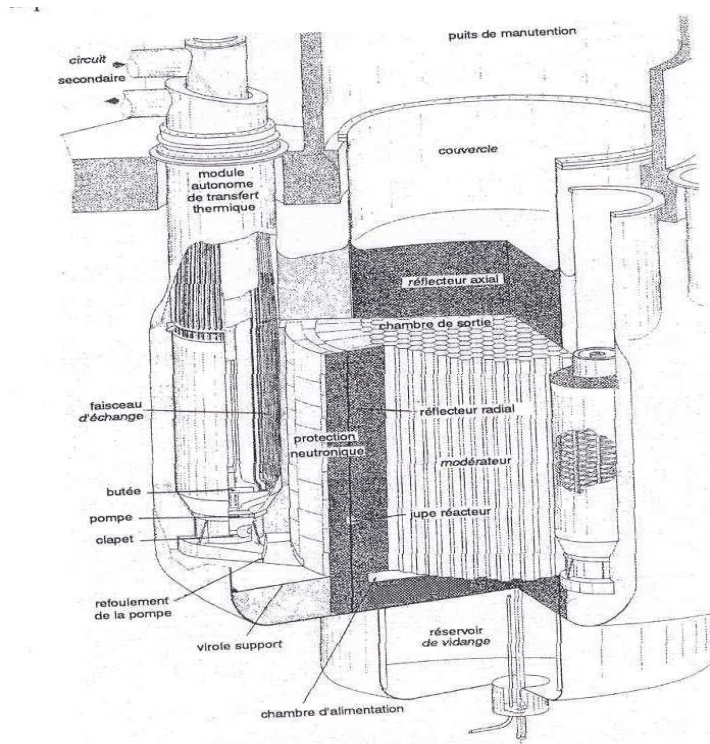 puits de manutention
circuit
secondaire
couvercle
module
autonome
de transfert
thermique
réflecteur axial
chambre de sortie
faisceau
d'échange
réflecteur radial
protection
neutronique
modérateur
butée
pompe
jupe réacteur
clapet
refoulement
de la pompe
virole support
réservoir
de vidange
chambre d'alimentation